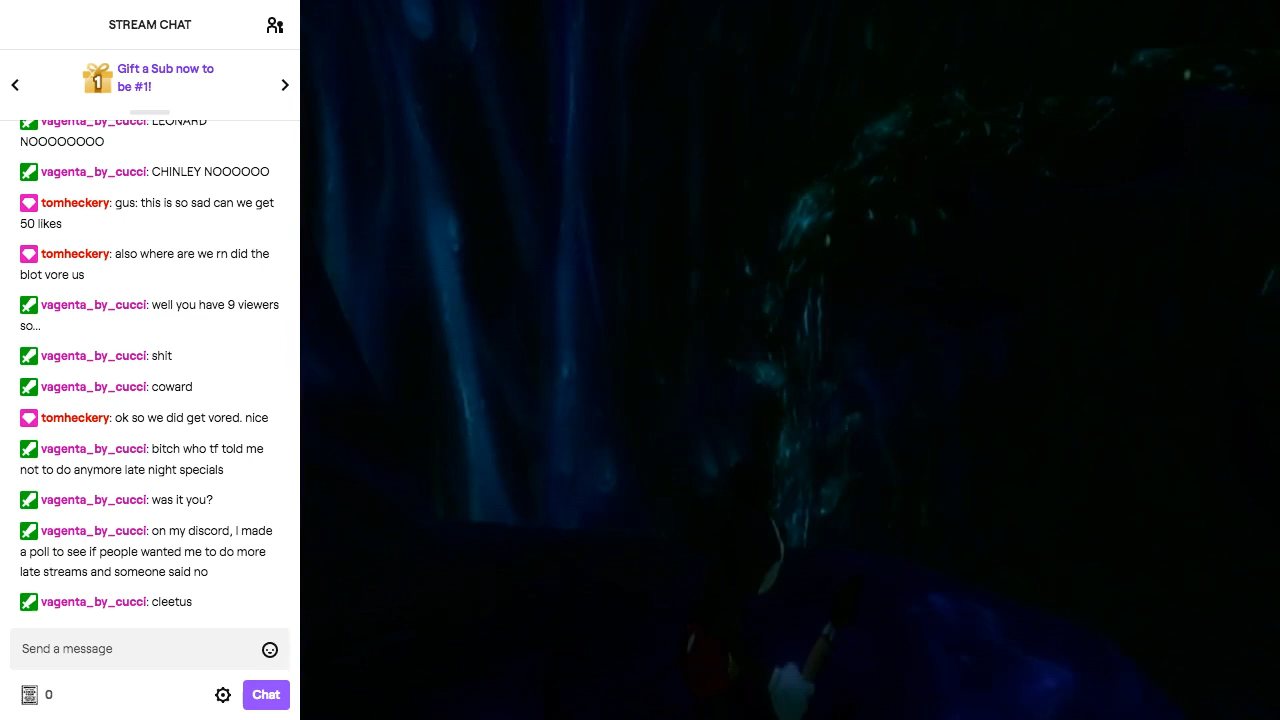 STREAM CHAT
1
Gift a Sub now to
be #1!
vagenta_by_cucci: LEONARD
NOOOOOOOO
vagenta_by_cucci: CHINLEY NOOOOOO
tomheckery: gus: this is so sad can we get
50 likes
tomheckery: also where are we rn did the
blot vore us
vagenta_by_cucci: well you have 9 viewers
so...
vagenta_by_cucci: shit
vagenta_by_cucci: coward
tomheckery: ok so we did get vored. nice
vagenta_by_cucci: bitch who tf told me
not to do anymore late night specials
vagenta_by_cucci: was it you?
vagenta_by_cucci: on my discord, I made
a poll to see if people wanted me to do more
late streams and someone said no
vagenta_by_cucci: cleetus
Send a message
0
Chat